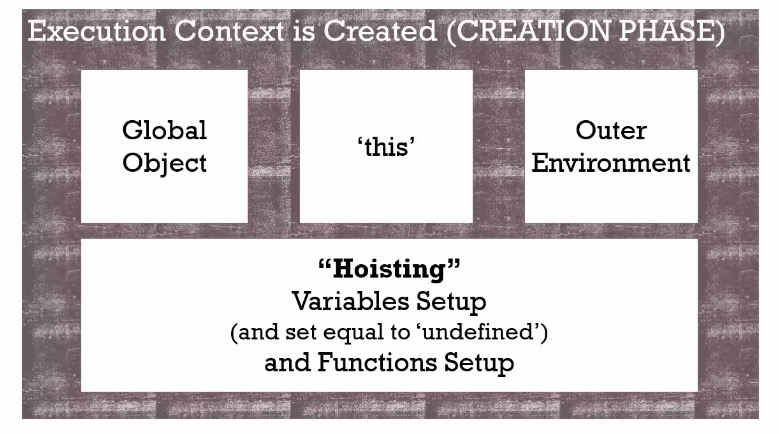 Execution Context is Created (CREATION PHASE)
Global
Object
‘this’
Outer
Environment
“Hoisting”
Variables Setup
(and set equal to ‘undefined’)
and Functions Setup